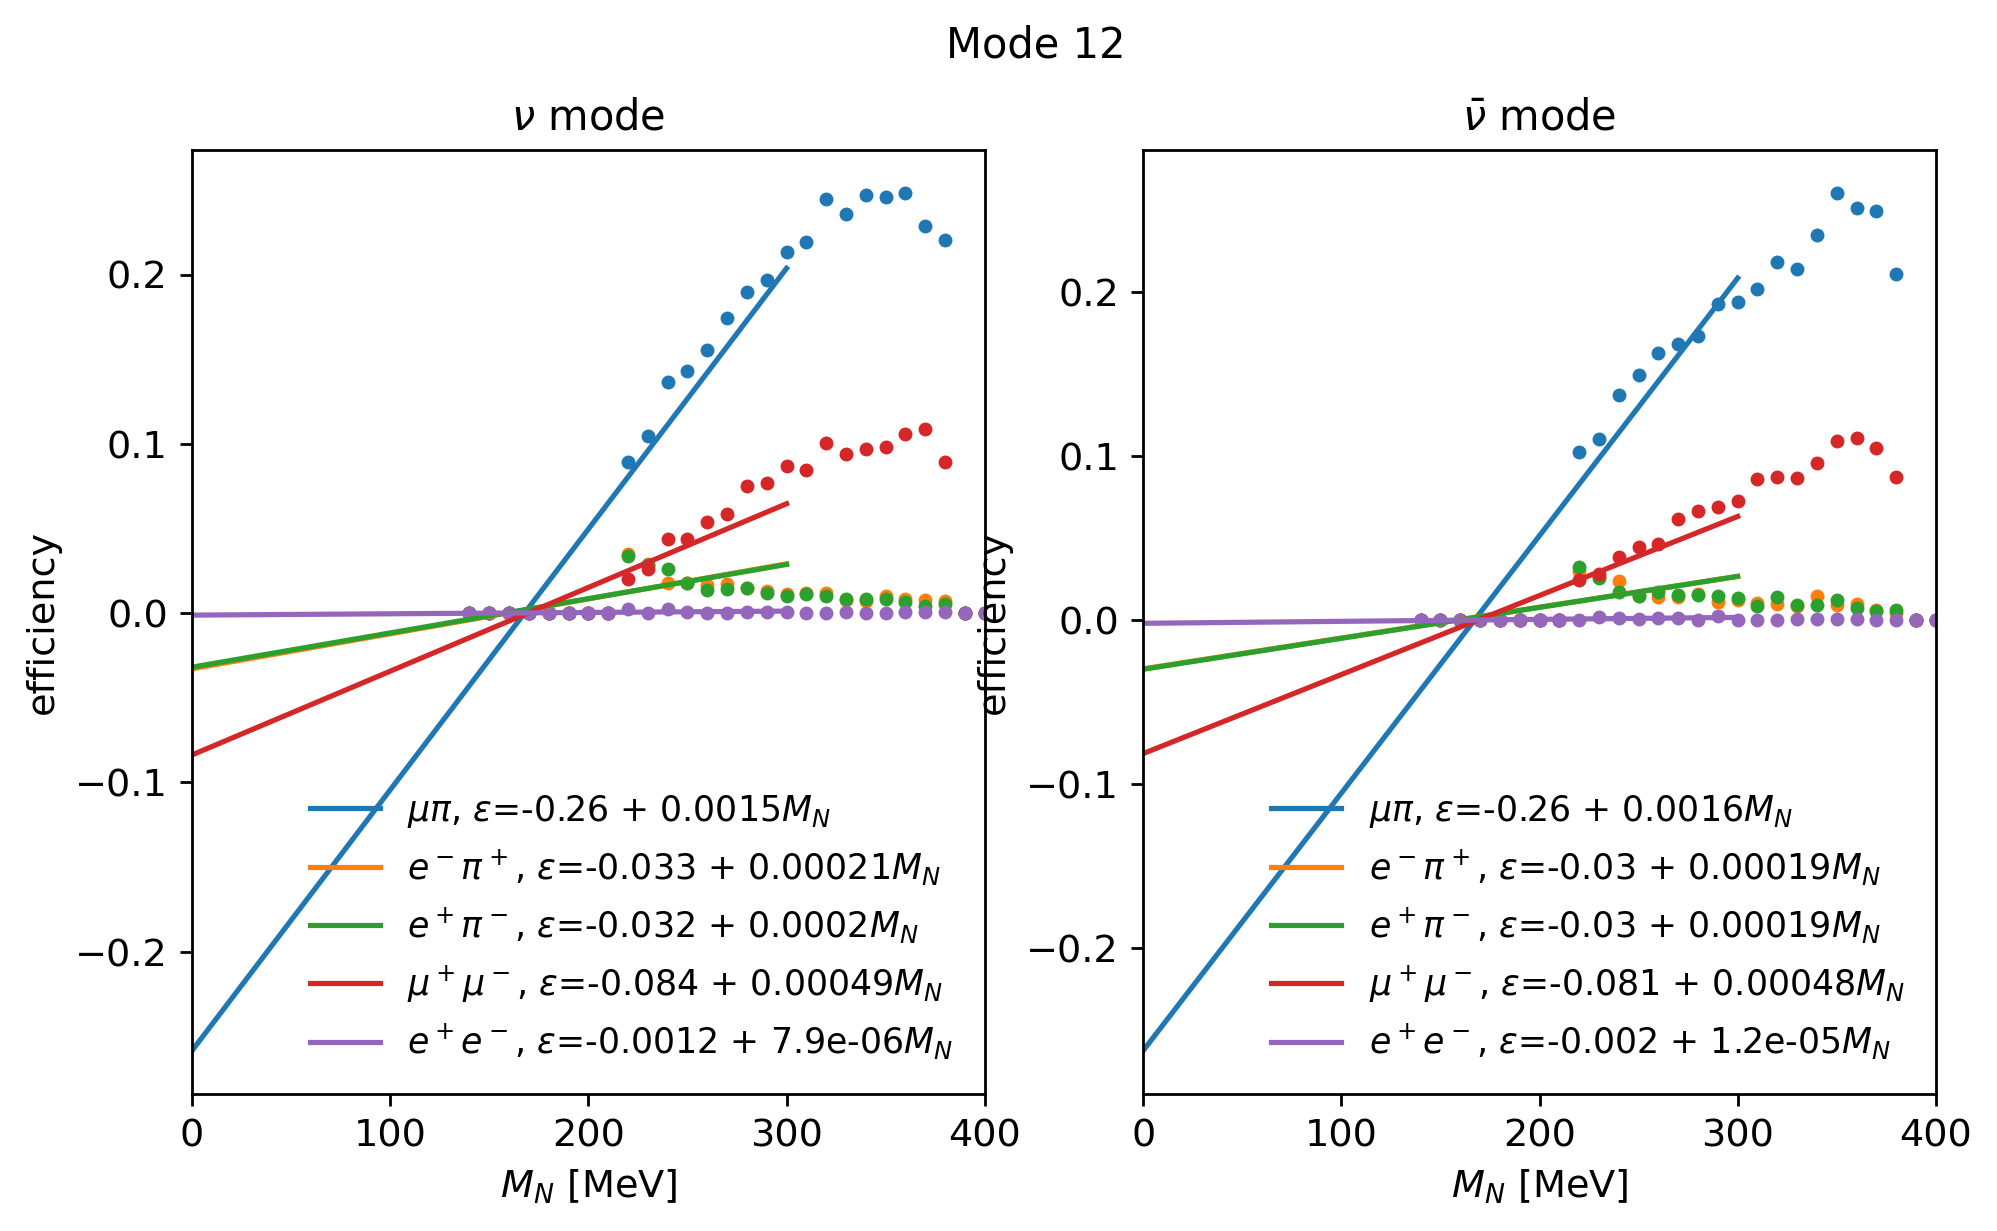 Mode 12
ν mode
efficiency
0.2
0.1
0.0
−0.1
−0.2
μπ, ε=-0.26 + 0.0015M_N
e⁻π⁺, ε=-0.033 + 0.00021M_N
e⁺π⁻, ε=-0.032 + 0.0002M_N
μ⁺μ⁻, ε=-0.084 + 0.00049M_N
e⁺e⁻, ε=-0.0012 + 7.9e-06M_N
0 100 200 300 400
M_N [MeV]
ν̄ mode
efficiency
0.2
0.1
0.0
−0.1
−0.2
μπ, ε=-0.26 + 0.0016M_N
e⁻π⁺, ε=-0.03 + 0.00019M_N
e⁺π⁻, ε=-0.03 + 0.00019M_N
μ⁺μ⁻, ε=-0.081 + 0.00048M_N
e⁺e⁻, ε=-0.002 + 1.2e-05M_N
0 100 200 300 400
M_N [MeV]